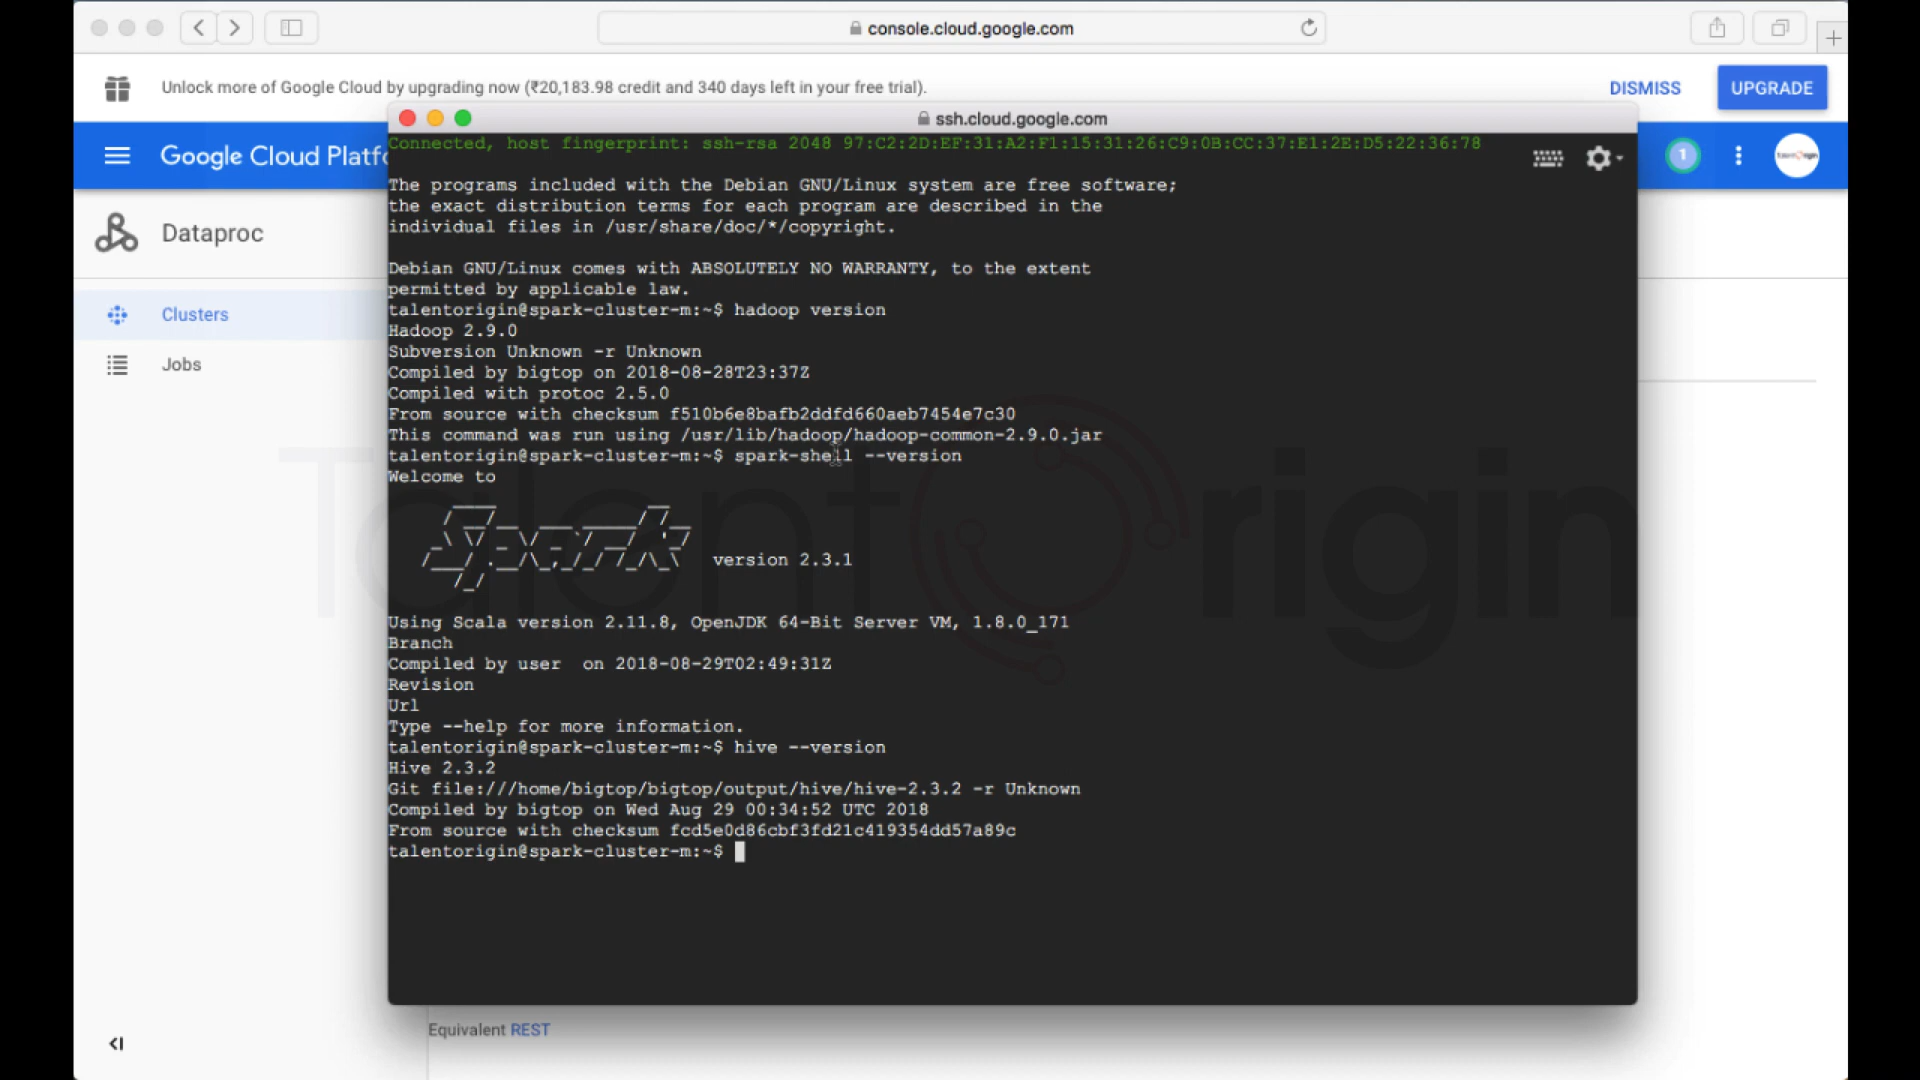 console.cloud.google.com
Unlock more of Google Cloud by upgrading now (₹20,183.98 credit and 340 days left in your free trial).
DISMISS
UPGRADE
ssh.cloud.google.com
Google Cloud Platfo
1
Dataproc
Clusters
Jobs
Connected, host fingerprint: ssh-rsa 2048 97:C2:2D:EF:31:A2:F1:15:31:26:C9:0B:CC:37:E1:2E:D5:22:36:78
The programs included with the Debian GNU/Linux system are free software;
the exact distribution terms for each program are described in the
individual files in /usr/share/doc/*/copyright.
Debian GNU/Linux comes with ABSOLUTELY NO WARRANTY, to the extent
permitted by applicable law.
talentorigin@spark-cluster-m:~$ hadoop version
Hadoop 2.9.0
Subversion Unknown -r Unknown
Compiled by bigtop on 2018-08-28T23:37Z
Compiled with protoc 2.5.0
From source with checksum f510b6e8bafb2ddfd660aeb7454e7c30
This command was run using /usr/lib/hadoop/hadoop-common-2.9.0.jar
talentorigin@spark-cluster-m:~$ spark-shell --version
Welcome to
Spark version 2.3.1
Using Scala version 2.11.8, OpenJDK 64-Bit Server VM, 1.8.0_171
Branch
Compiled by user  on 2018-08-29T02:49:31Z
Revision
Url
Type --help for more information.
talentorigin@spark-cluster-m:~$ hive --version
Hive 2.3.2
Git file:///home/bigtop/bigtop/output/hive/hive-2.3.2 -r Unknown
Compiled by bigtop on Wed Aug 29 00:34:52 UTC 2018
From source with checksum fcd5e0d86cbf3fd21c419354dd57a89c
talentorigin@spark-cluster-m:~$
Equivalent REST
TalentOrigin